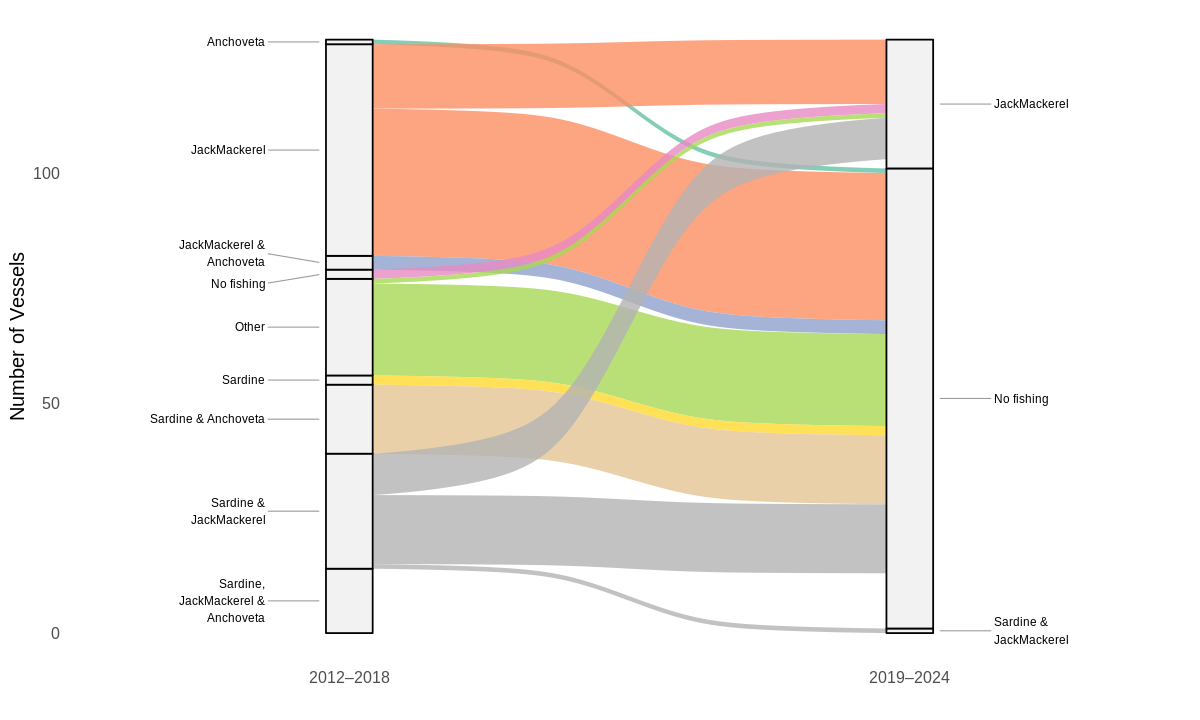 Number of Vessels
100
50
0
Anchoveta
JackMackerel
JackMackerel &
Anchoveta
No fishing
Other
Sardine
Sardine & Anchoveta
Sardine &
JackMackerel
Sardine,
JackMackerel &
Anchoveta
JackMackerel
No fishing
Sardine &
JackMackerel
2012–2018
2019–2024